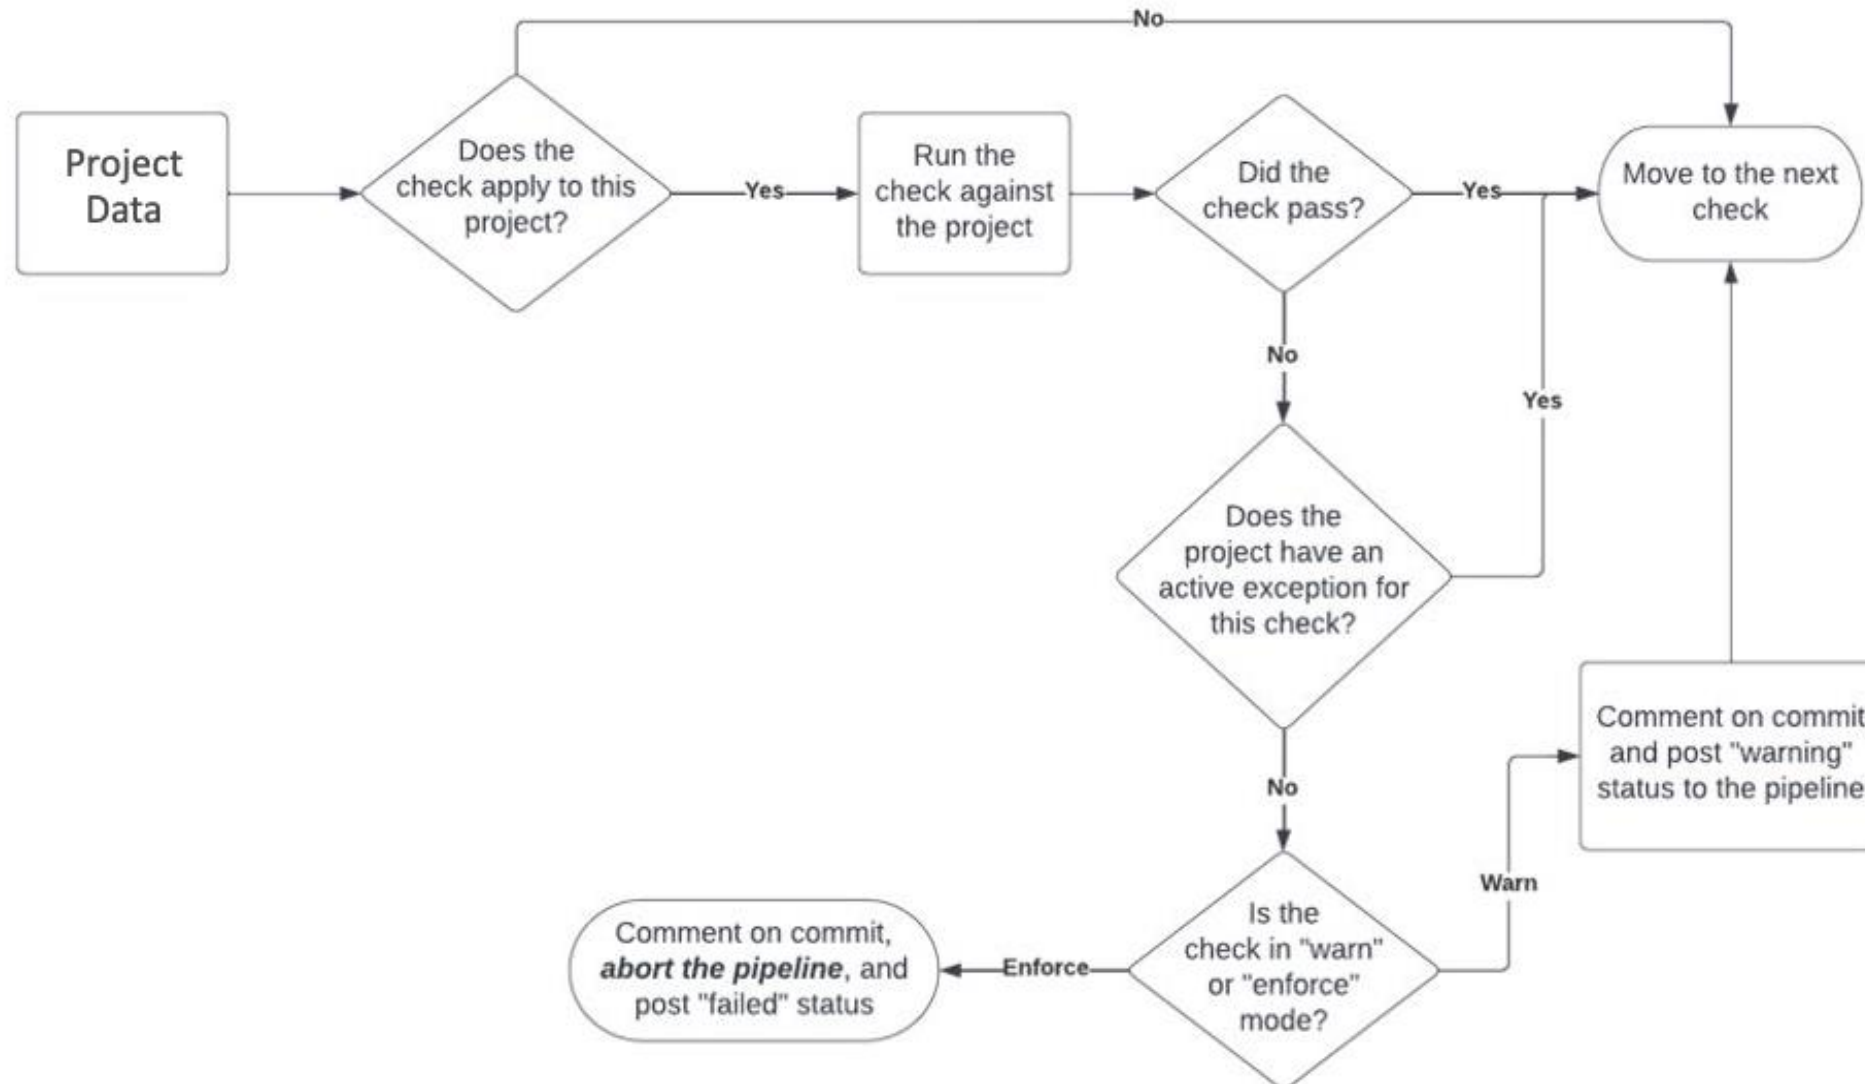 No
Project
Data
Does the
check apply to this
project?
Yes
Run the
check against
the project
Did the
check pass?
Yes
Move to the next
check
No
Yes
Does the
project have an
active exception for
this check?
Comment on commit
and post "warning"
status to the pipeline
No
Warn
Is the
check in "warn"
or "enforce"
mode?
Enforce
Comment on commit,
abort the pipeline, and
post "failed" status